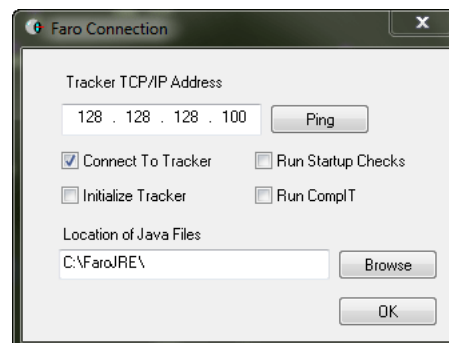 Faro Connection
x
Tracker TCP/IP Address
128 . 128 . 128 . 100
Ping
Connect To Tracker
Run Startup Checks
Initialize Tracker
Run CompIT
Location of Java Files
C:\FaroJRE\
Browse
OK